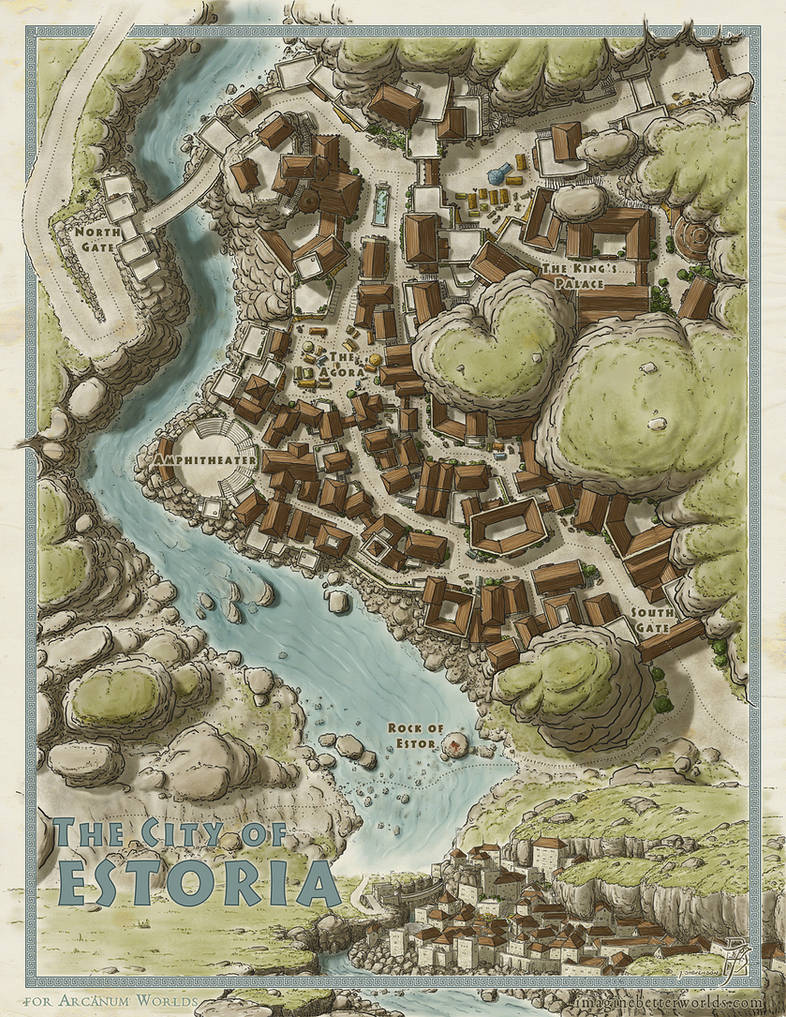 NORTH
GATE
THE KING'S
PALACE
THE
AGORA
AMPHITHEATER
SOUTH
GATE
ROCK OF
ESTOR
THE CITY OF
ESTORIA
FOR ARCANUM WORLDS
imaginebetterworlds.com